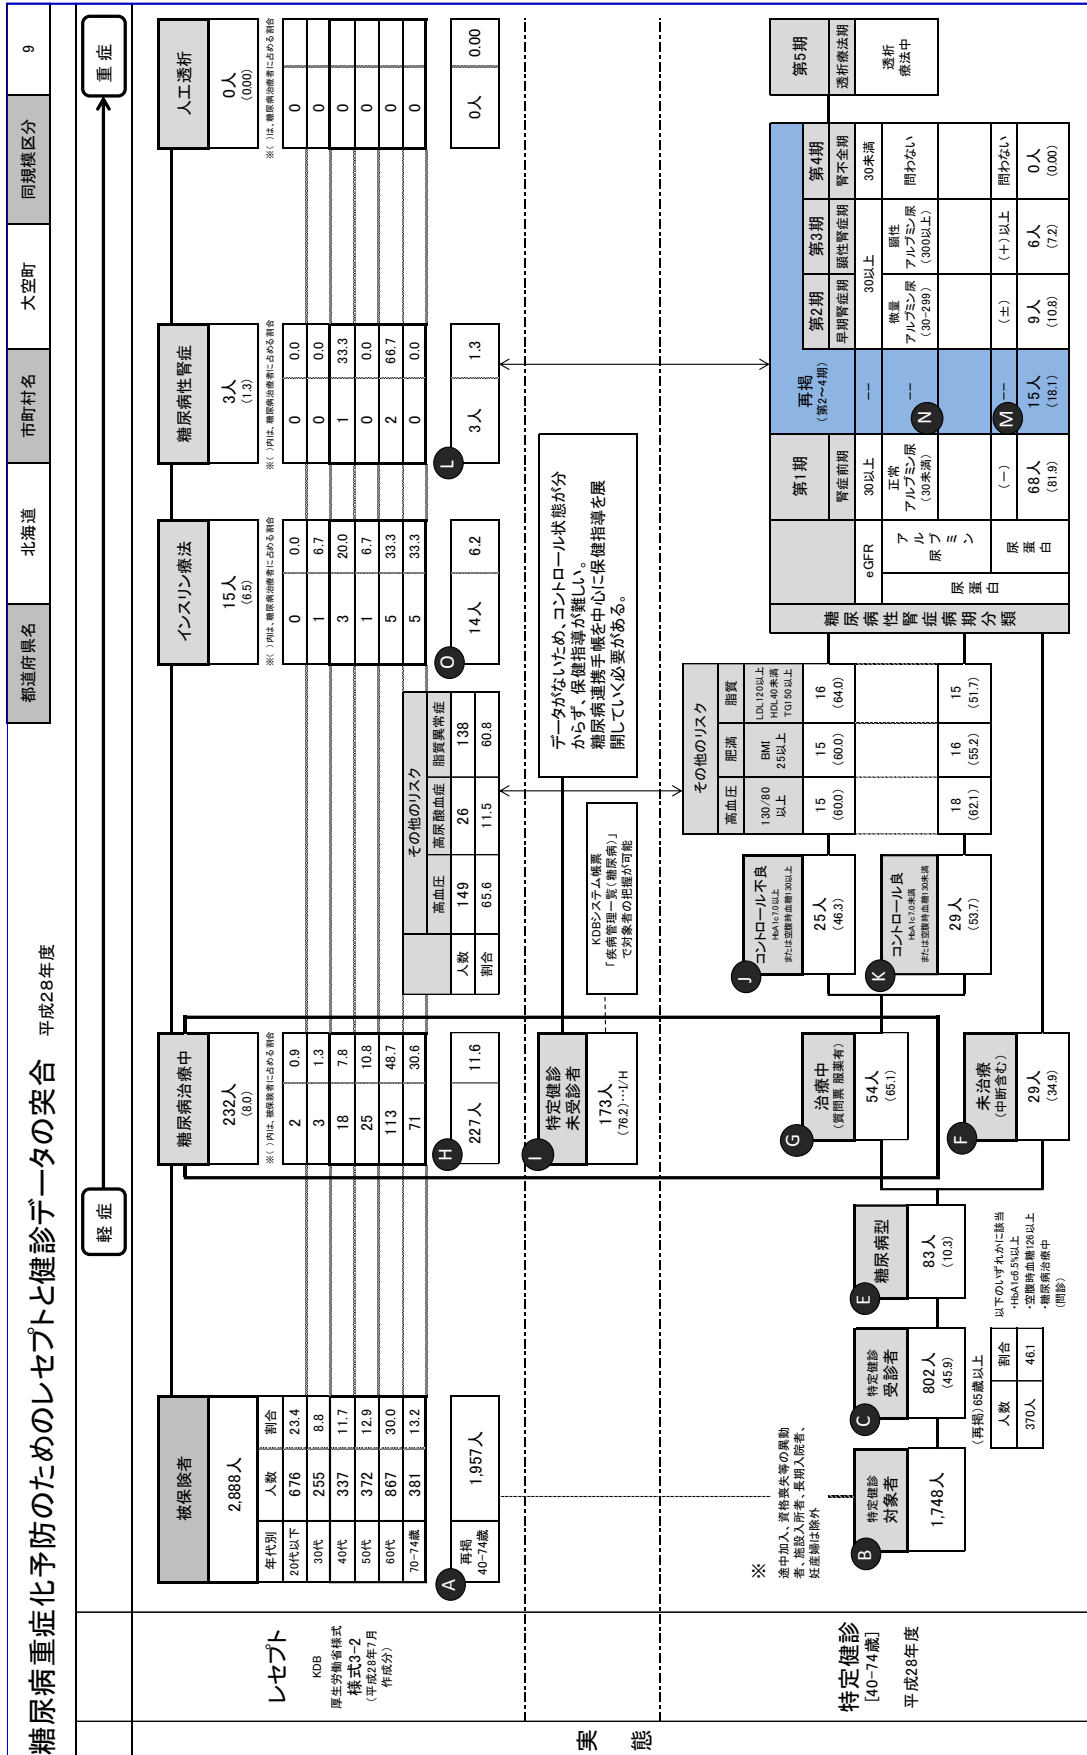 糖尿病重症化予防のためのレセプトと健診データの突合　平成28年度
都道府県名　北海道　市町村名　大空町　同規模区分　9
軽症
重症
レセプト
KDB
厚生労働省様式
様式3-2
(平成28年7月
作成分)
被保険者
2,888人
年代別　人数　割合
20代以下　676　23.4
30代　255　8.8
40代　337　11.7
50代　372　12.9
60代　867　30.0
70-74歳　381　13.2
A
再掲
40-74歳
1,957人
糖尿病治療中
232人
(8.0)
※( )内は、被保険者に占める割合
2　0.9
3　1.3
18　7.8
25　10.8
113　48.7
71　30.6
H
227人　11.6
その他のリスク
高血圧　高尿酸血症　脂質異常症
人数　149　26　138
割合　65.6　11.5　60.8
インスリン療法
15人
(6.5)
※( )内は、糖尿病治療者に占める割合
0　0.0
1　6.7
3　20.0
1　6.7
5　33.3
5　33.3
O
14人　6.2
糖尿病性腎症
3人
(1.3)
※( )内は、糖尿病治療者に占める割合
0　0.0
0　0.0
1　33.3
0　0.0
2　66.7
0　0.0
L
3人　1.3
人工透析
0人
(0.00)
※( )は、糖尿病治療者に占める割合
0
0
0
0
0
0
0人　0.00
実態
I
特定健診
未受診者
173人
(76.2)…I/H
KDBシステム帳票
「疾病管理一覧(糖尿病)」
で対象者の把握が可能
データがないため、コントロール状態が分
からず、保健指導が難しい。
糖尿病連携手帳を中心に保健指導を展
開していく必要がある。
特定健診
[40-74歳]
平成28年度
※
途中加入、資格喪失等の異動
者、施設入所者、長期入院者、
妊産婦は除外
B
特定健診
対象者
1,748人
C
特定健診
受診者
802人
(45.9)
(再掲)65歳以上
人数　割合
370人　46.1
E
糖尿病型
83人
(10.3)
以下のいずれかに該当
・HbA1c6.5%以上
・空腹時血糖126以上
・糖尿病治療中
(問診)
G
治療中
(質問票 服薬有)
54人
(65.1)
F
未治療
(中断含む)
29人
(34.9)
J
コントロール不良
HbA1c7.0以上
または空腹時血糖130以上
25人
(46.3)
K
コントロール良
HbA1c7.0未満
または空腹時血糖130未満
29人
(53.7)
その他のリスク
高血圧　肥満　脂質
130/80
以上
BMI
25以上
LDL120以上
HDL40未満
TG150以上
15　15　16
(60.0)　(60.0)　(64.0)
18　16　15
(62.1)　(55.2)　(51.7)
糖尿病性腎症病期分類
第1期　再掲
(第2～4期)
第2期　第3期　第4期　第5期
腎症前期　早期腎症期　顕性腎症期　腎不全期　透析療法期
eGFR　30以上　--　30以上　30未満
尿蛋白
アルブミン尿
正常
アルブミン尿
(30未満)
N
--
微量
アルブミン尿
(30-299)
顕性
アルブミン尿
(300以上)
問わない
透析
療法中
尿蛋白　(－)　M　--　(±)　(＋)以上　問わない
68人　15人　9人　6人　0人
(81.9)　(18.1)　(10.8)　(7.2)　(0.00)